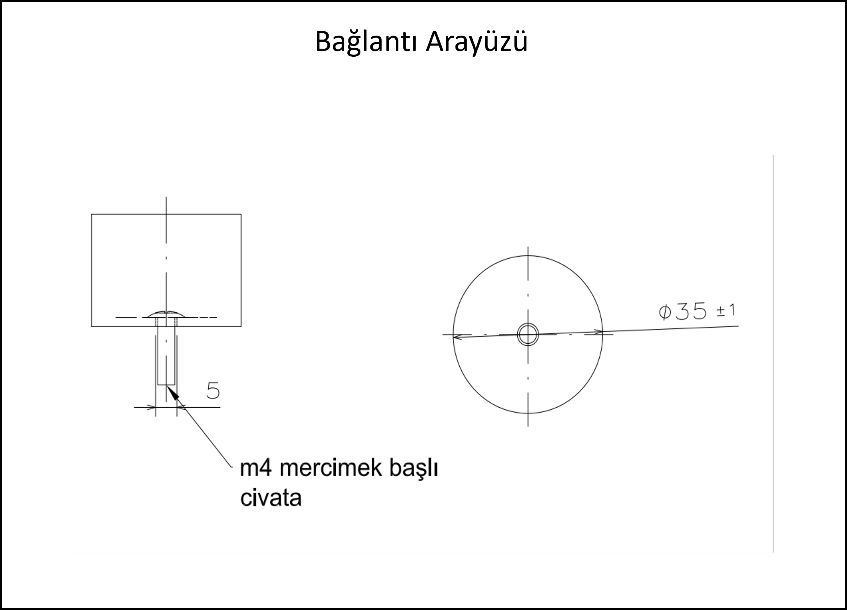 Bağlantı Arayüzü
ϕ35 ±1
5
m4 mercimek başlı
civata